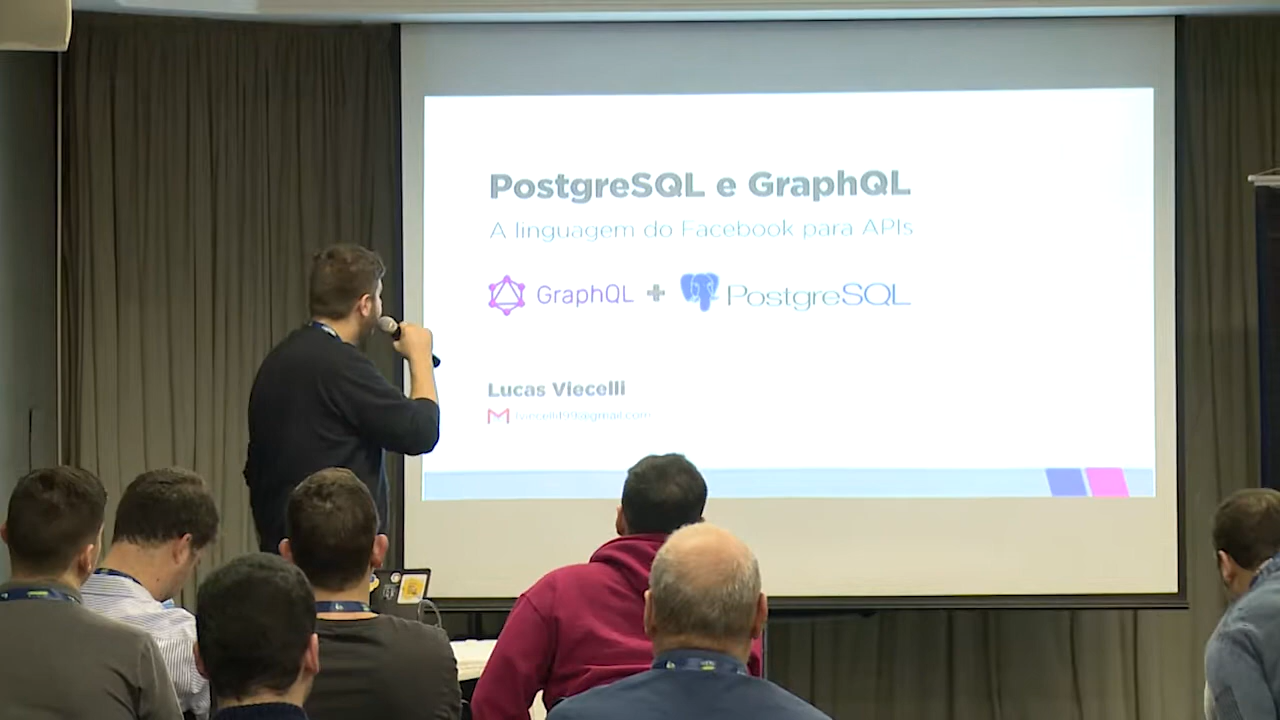 PostgreSQL e GraphQL
A linguagem do Facebook para APIs
GraphQL + PostgreSQL
Lucas Viecelli